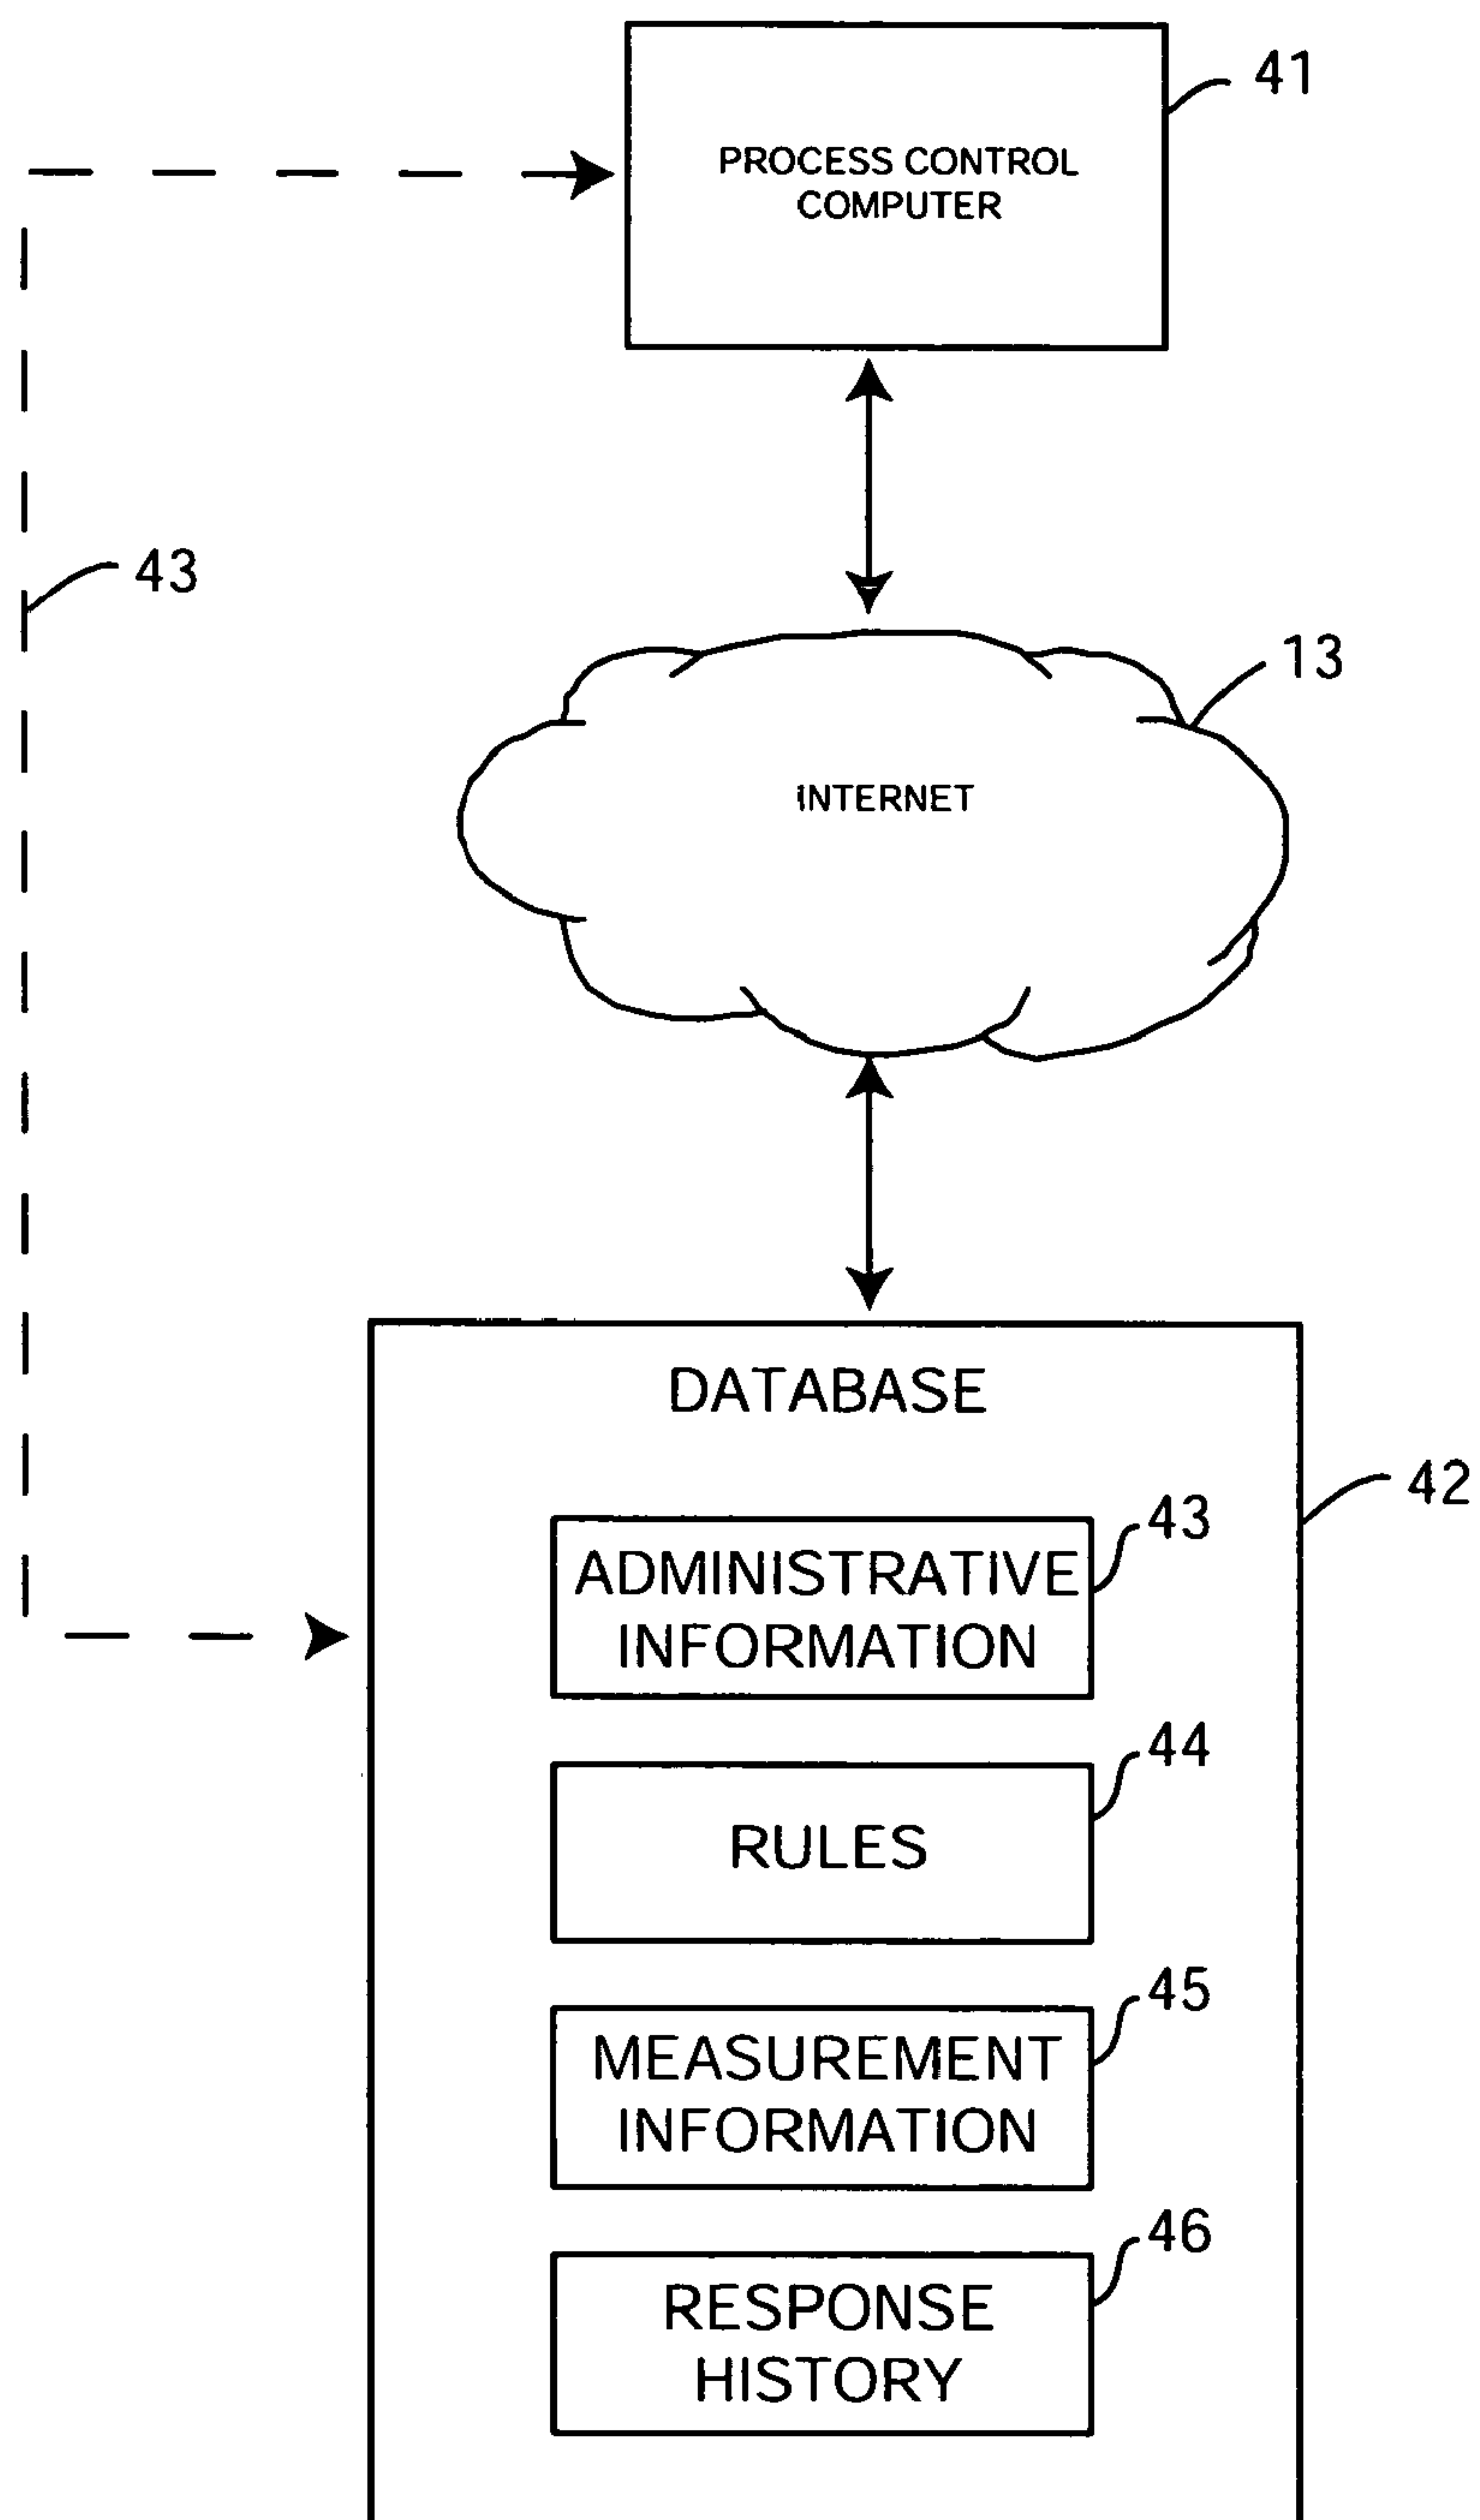 41
PROCESS CONTROL
COMPUTER
43
13
INTERNET
DATABASE
42
43
ADMINISTRATIVE
INFORMATION
44
RULES
45
MEASUREMENT
INFORMATION
46
RESPONSE
HISTORY